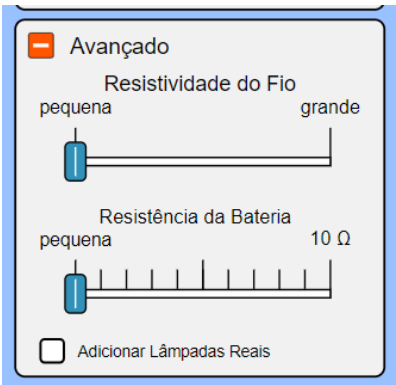 Avançado
Resistividade do Fio
pequena grande
Resistência da Bateria
pequena 10 Ω
Adicionar Lâmpadas Reais